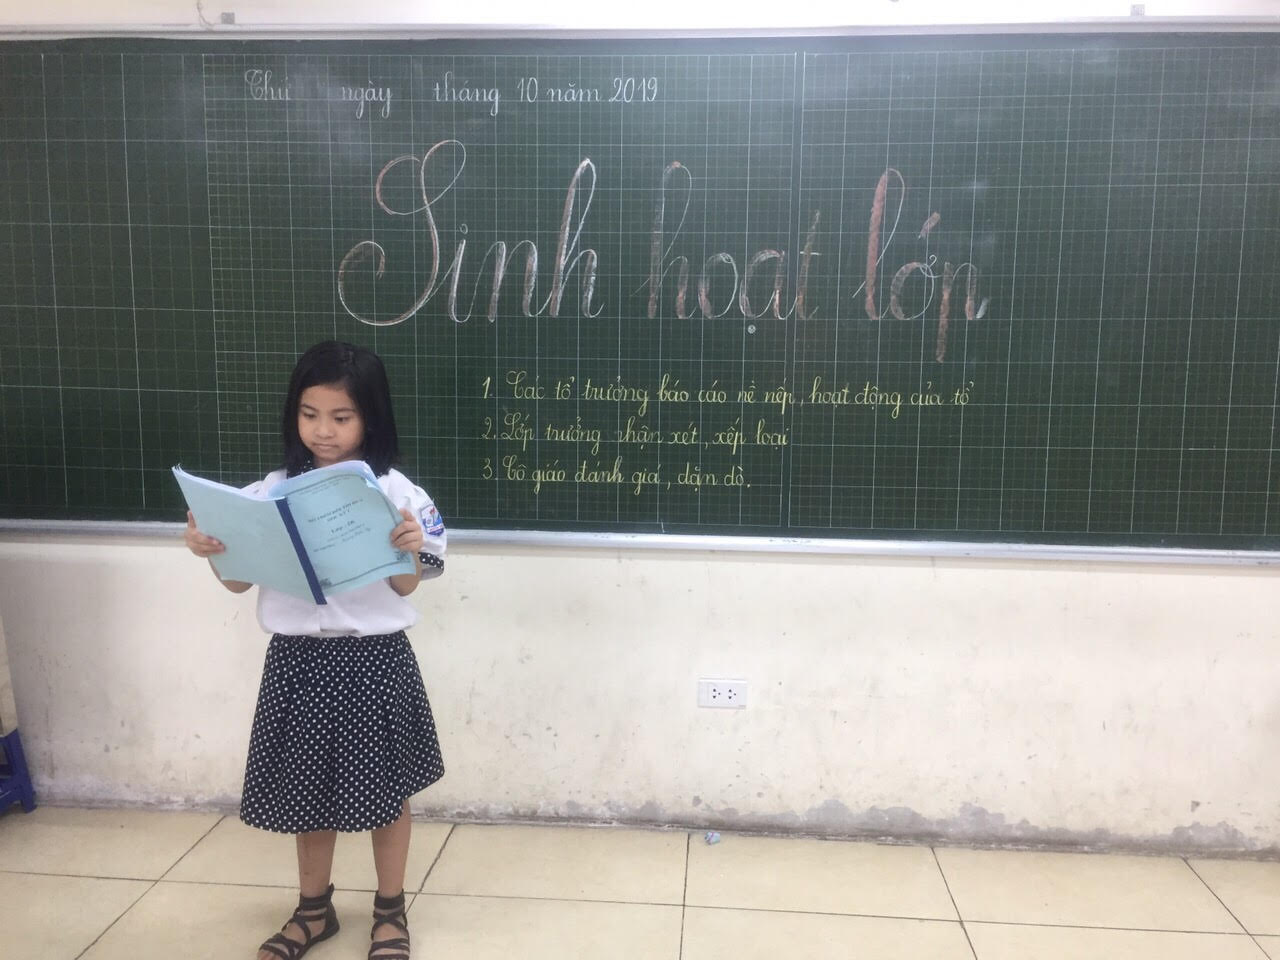 Thứ ngày tháng 10 năm 2019
Sinh hoạt lớp
1. Các tổ trưởng báo cáo nề nếp, hoạt động của tổ
2. Lớp trưởng nhận xét, xếp loại
3. Cô giáo đánh giá, dặn dò.